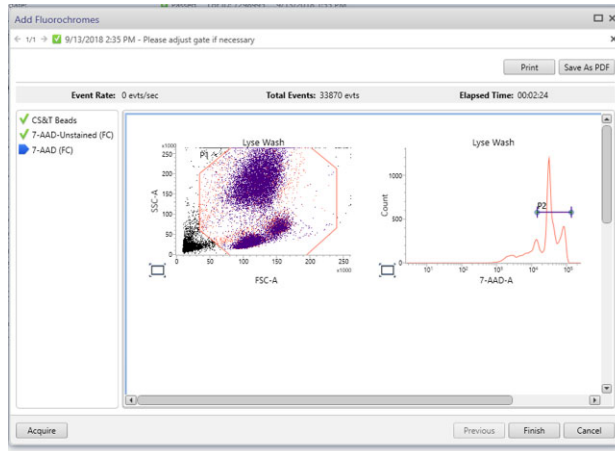 Add Fluorochromes
1/1 9/13/2018 2:35 PM - Please adjust gate if necessary
Print Save As PDF
Event Rate: 0 evts/sec Total Events: 33870 evts Elapsed Time: 00:02:24
CS&T Beads
7-AAD-Unstained (FC)
7-AAD (FC)
Lyse Wash
x1000
250
200
150
100
50
0
SSC-A
P1
0 50 100 150 200 250
x1000
FSC-A
Lyse Wash
1000
500
0
Count
P2
10¹ 10² 10³ 10⁴ 10⁵
7-AAD-A
Acquire Previous Finish Cancel